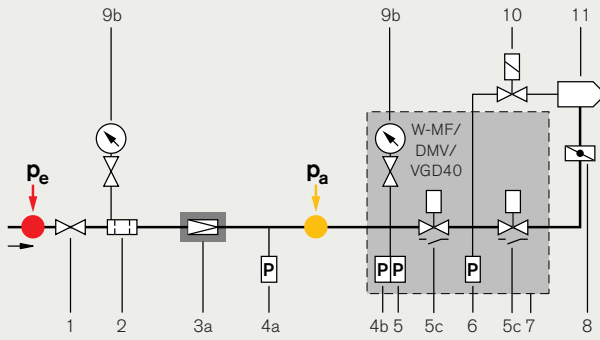 9b 9b 10 11
W-MF/
DMV/
VGD40
pe pa
P P P P
1 2 3a 4a 4b 5 5c 6 5c 7 8